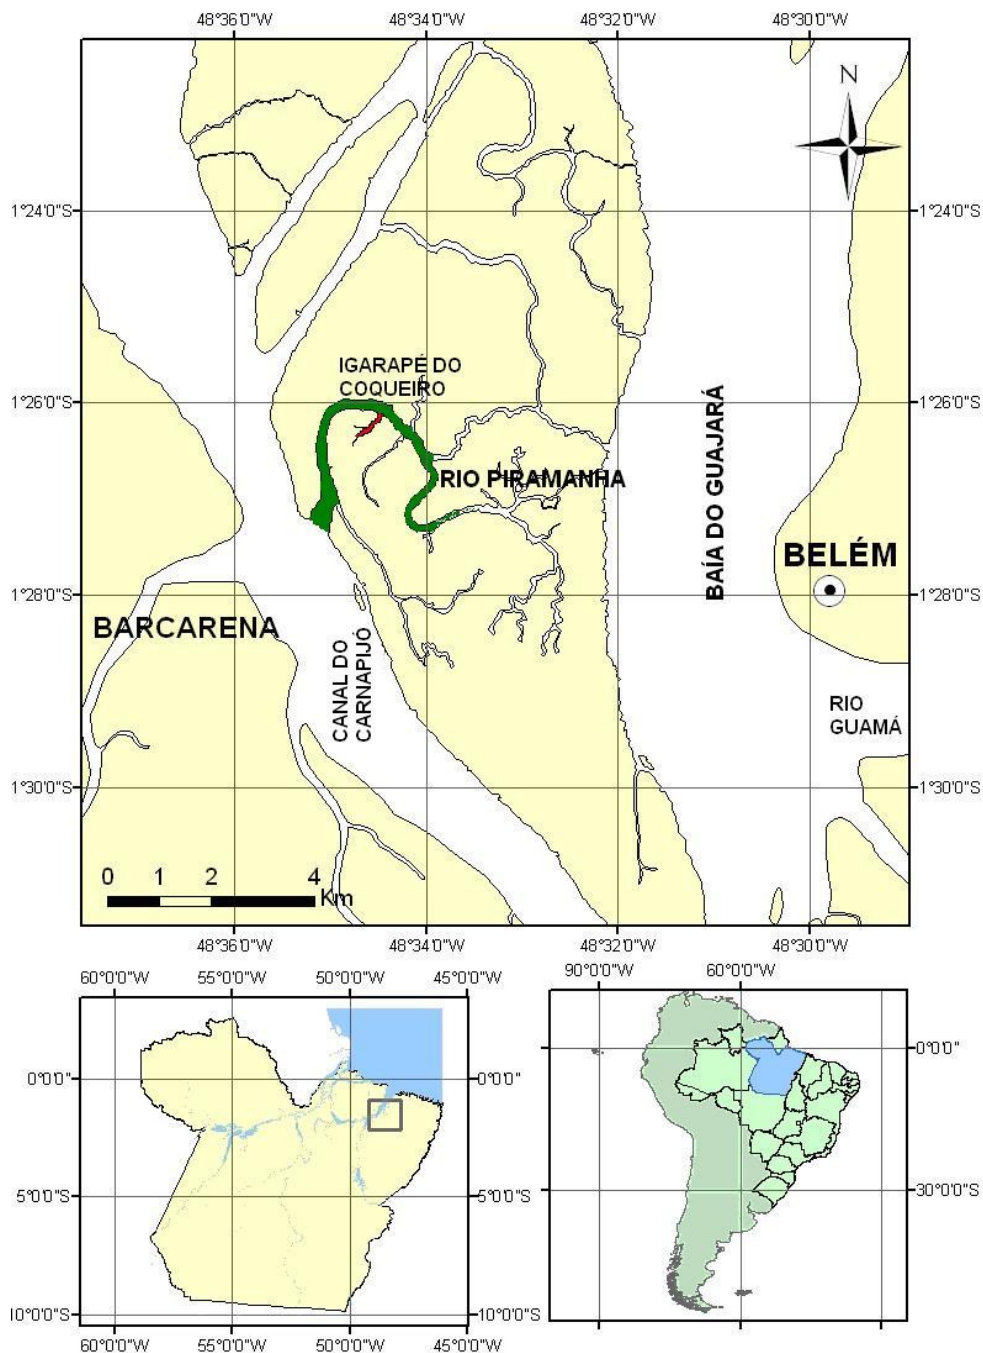 48°36'0"W 48°34'0"W 48°32'0"W 48°30'0"W
N
1°24'0"S 1°24'0"S
IGARAPÉ DO
COQUEIRO
1°26'0"S 1°26'0"S
RIO PIRAMANHA
BAÍA DO GUAJARÁ
BELÉM
1°28'0"S 1°28'0"S
BARCARENA
CANAL DO
CARNAPIJÓ
RIO
GUAMÁ
1°30'0"S 1°30'0"S
0 1 2 4
Km
48°36'0"W 48°34'0"W 48°32'0"W 48°30'0"W
60°0'0"W 55°0'0"W 50°0'0"W 45°0'0"W
0°0'0" 0°0'0"
5°0'0"S 5°0'0"S
10°0'0"S 10°0'0"S
60°0'0"W 55°0'0"W 50°0'0"W 45°0'0"W
90°0'0"W 60°0'0"W
0°0'0"
30°0'0"S